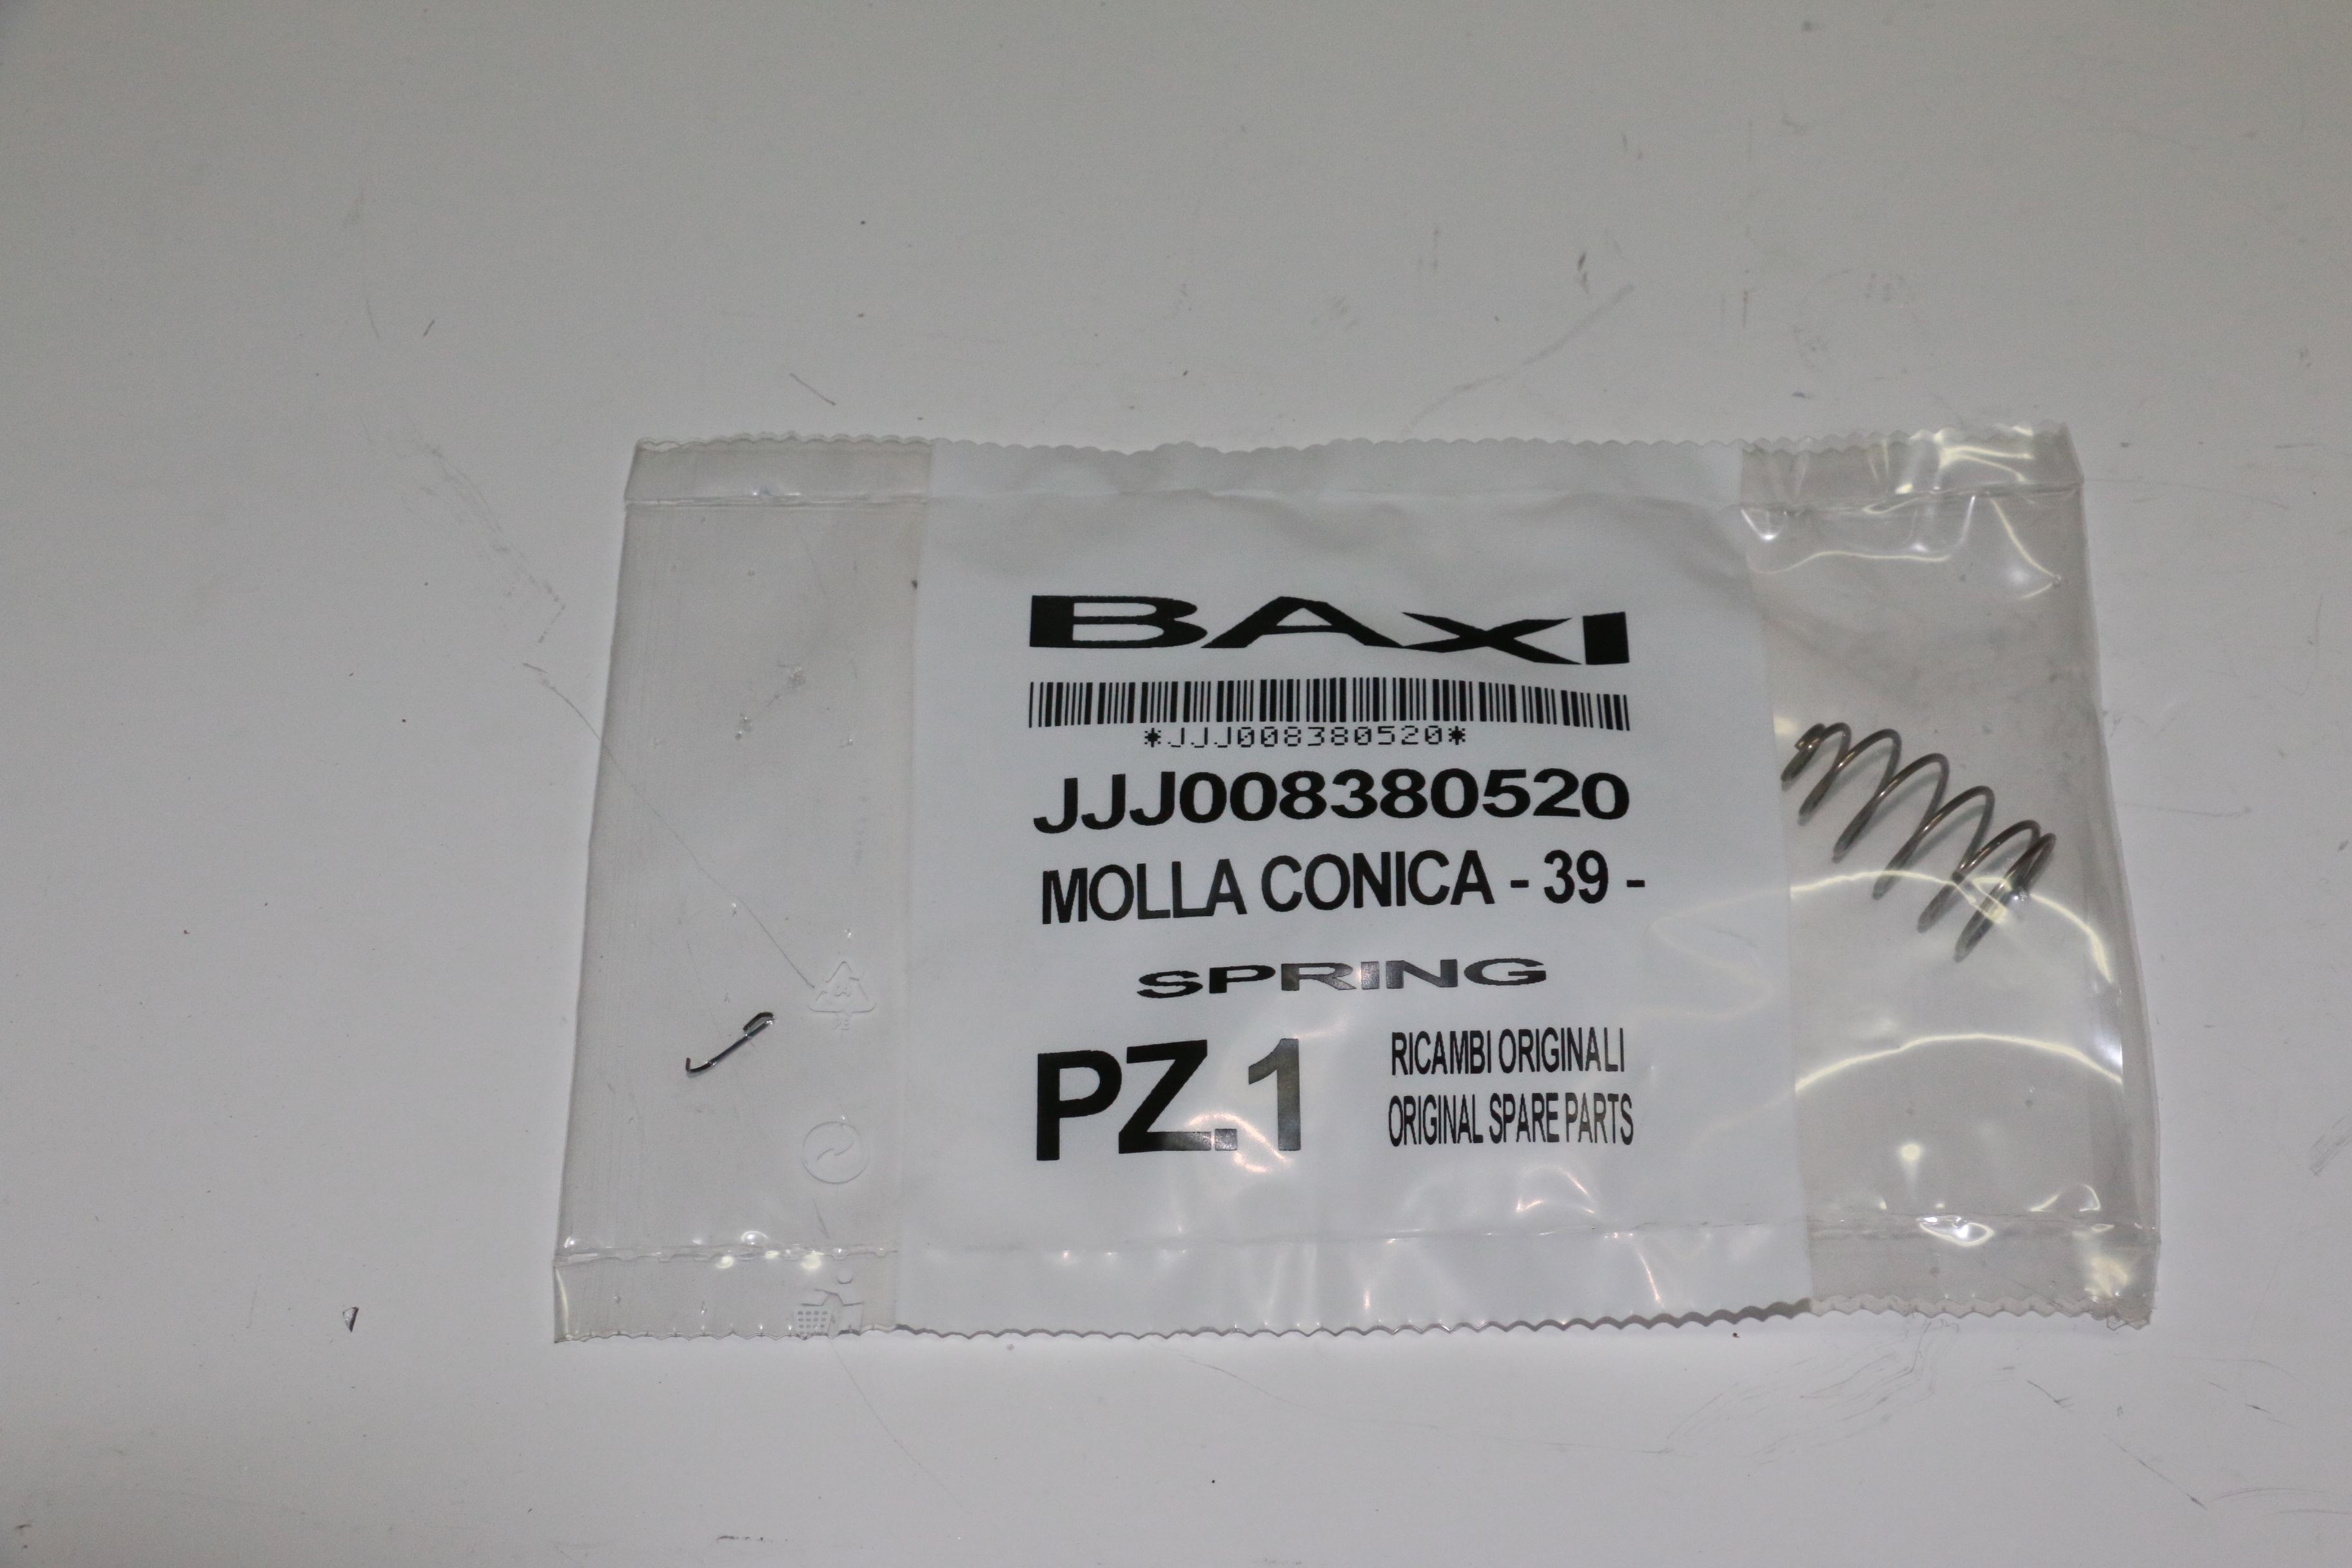 BAXI
*JJJ008380520*
JJJ008380520
MOLLA CONICA - 39 -
SPRING
PZ.1
RICAMBI ORIGINALI
ORIGINAL SPARE PARTS